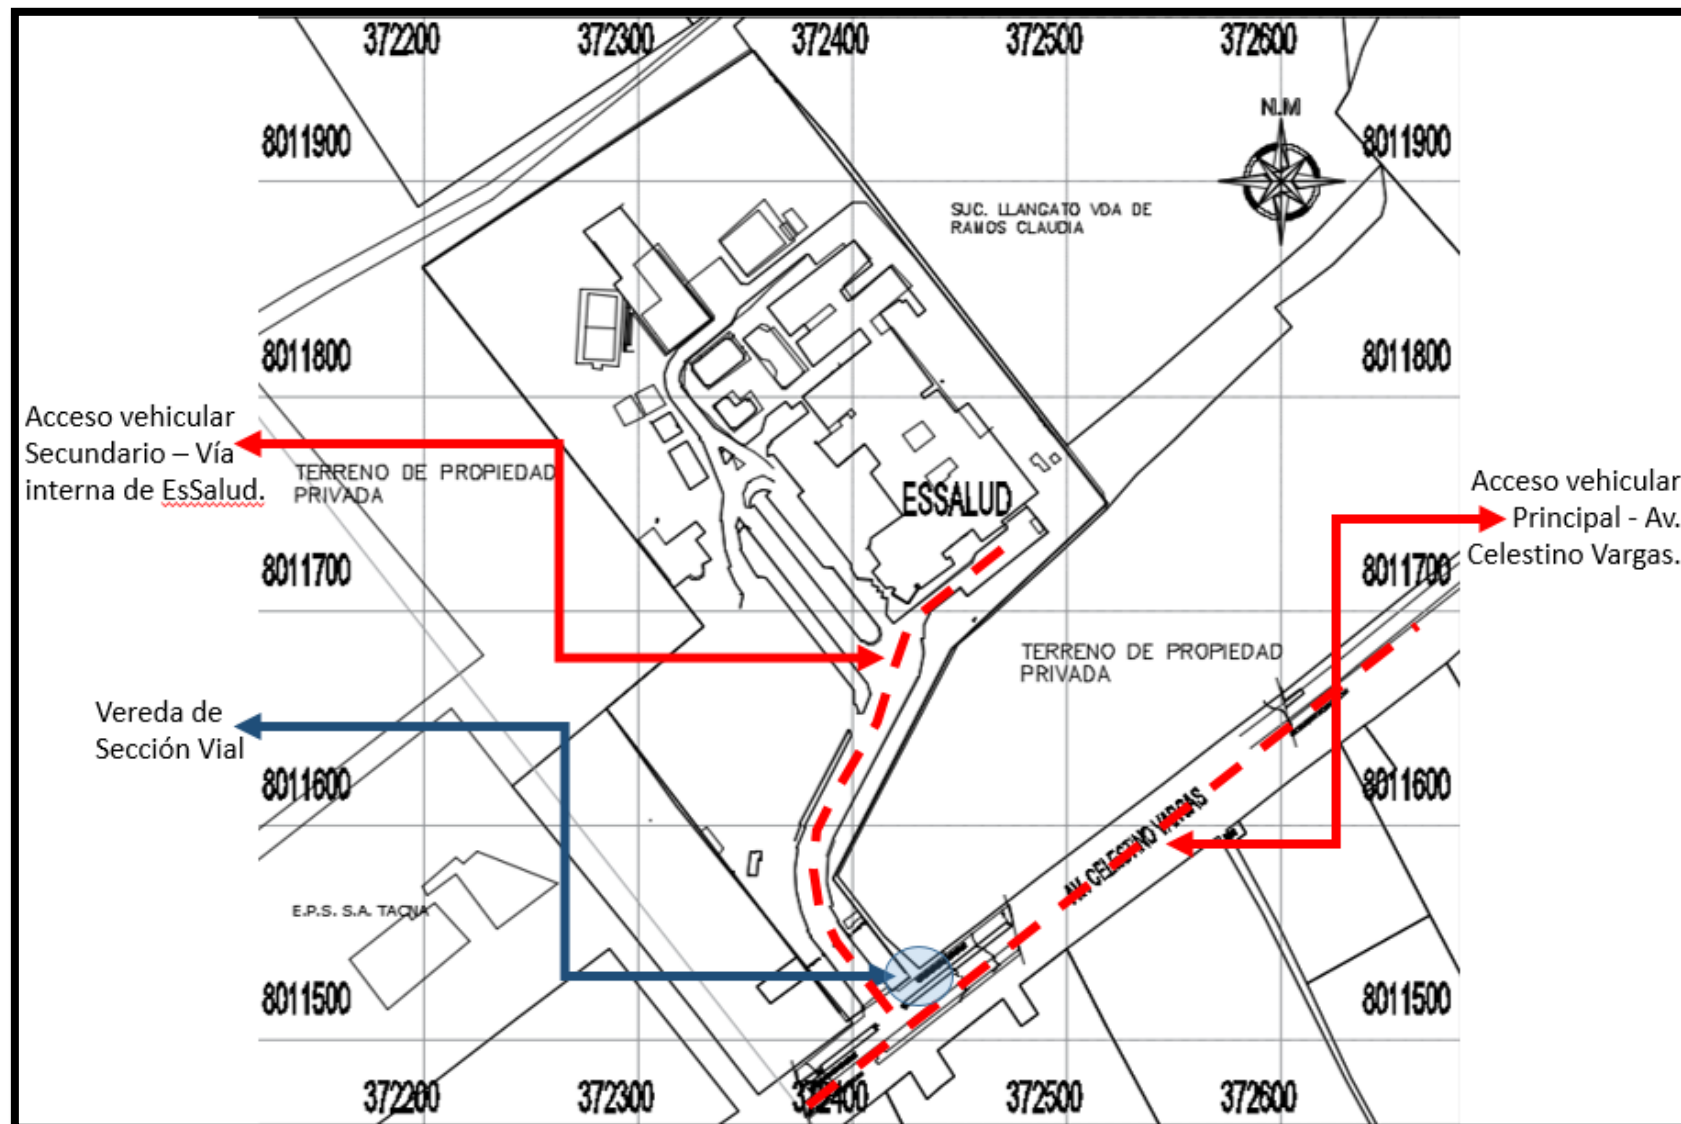 372200 372300 372400 372500 372600
N.M
8011900 8011900
SUC. LLANGATO VDA DE
RAMOS CLAUDIA
8011800 8011800
Acceso vehicular
Secundario – Vía
interna de EsSalud.
TERRENO DE PROPIEDAD
PRIVADA
ESSALUD
Acceso vehicular
Principal - Av.
Celestino Vargas.
8011700 8011700
TERRENO DE PROPIEDAD
PRIVADA
Vereda de
Sección Vial
8011600 8011600
AV. CELESTINO VARGAS
E.P.S. S.A. TACNA
8011500 8011500
372200 372300 372400 372500 372600